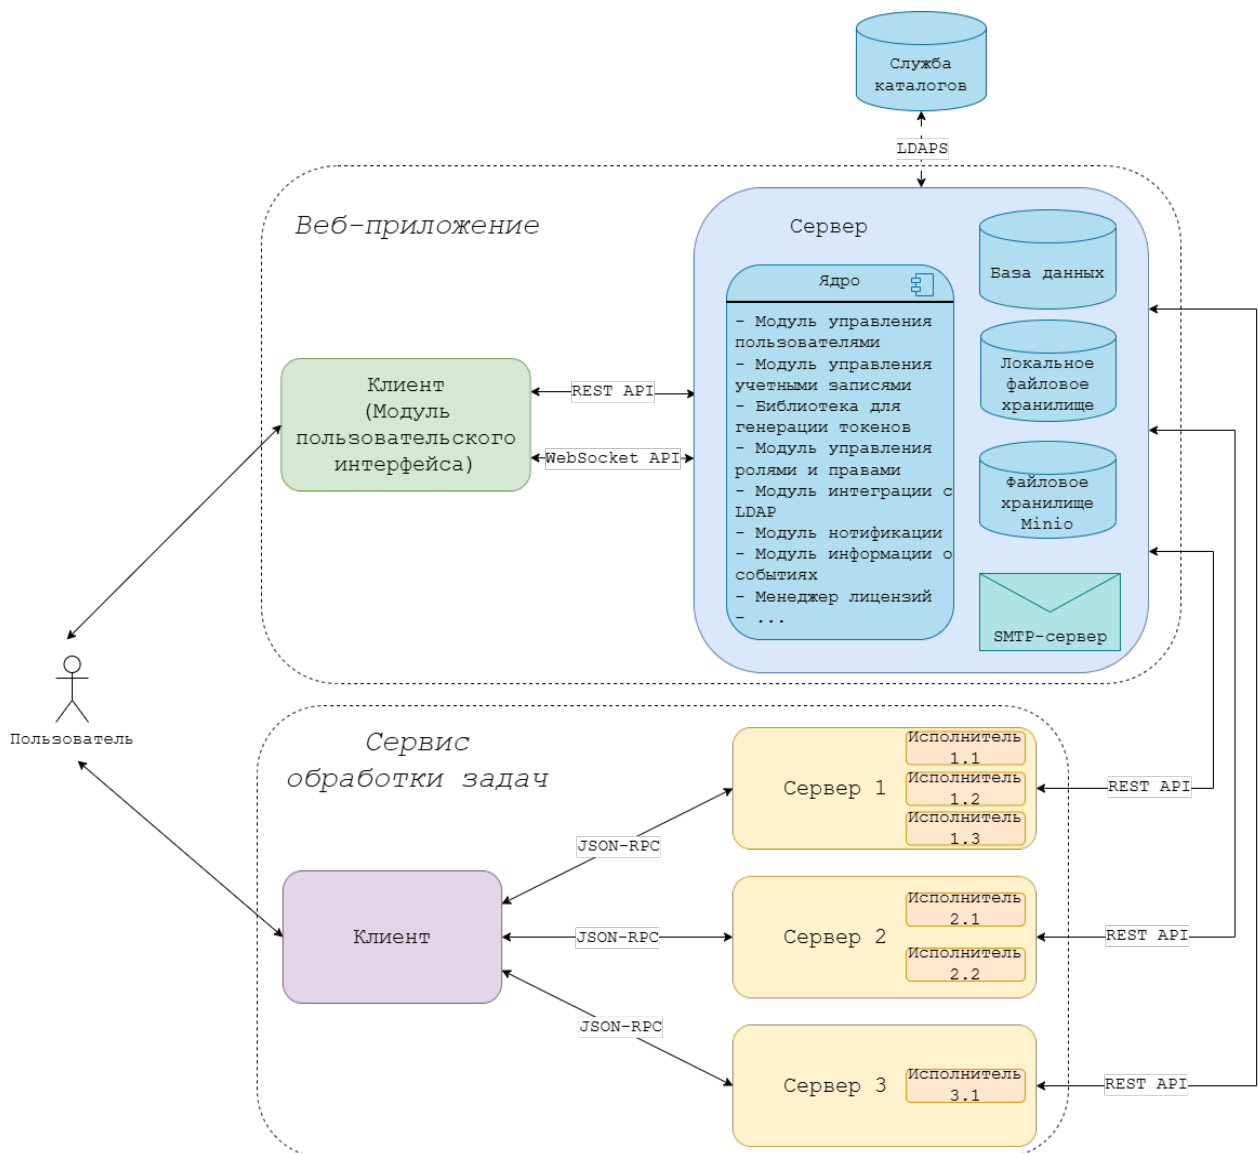 Служба
каталогов
LDAPS
Веб-приложение
Сервер
Ядро
- Модуль управления
пользователями
- Модуль управления
учетными записями
- Библиотека для
генерации токенов
- Модуль управления
ролями и правами
- Модуль интеграции с
LDAP
- Модуль нотификации
- Модуль информации о
событиях
- Менеджер лицензий
- ...
База данных
Локальное
файловое
хранилище
Файловое
хранилище
Minio
SMTP-сервер
Клиент
(Модуль
пользовательского
интерфейса)
REST API
WebSocket API
Пользователь
Сервис
обработки задач
Клиент
JSON-RPC
JSON-RPC
JSON-RPC
Сервер 1
Исполнитель
1.1
Исполнитель
1.2
Исполнитель
1.3
REST API
Сервер 2
Исполнитель
2.1
Исполнитель
2.2
REST API
Сервер 3
Исполнитель
3.1
REST API